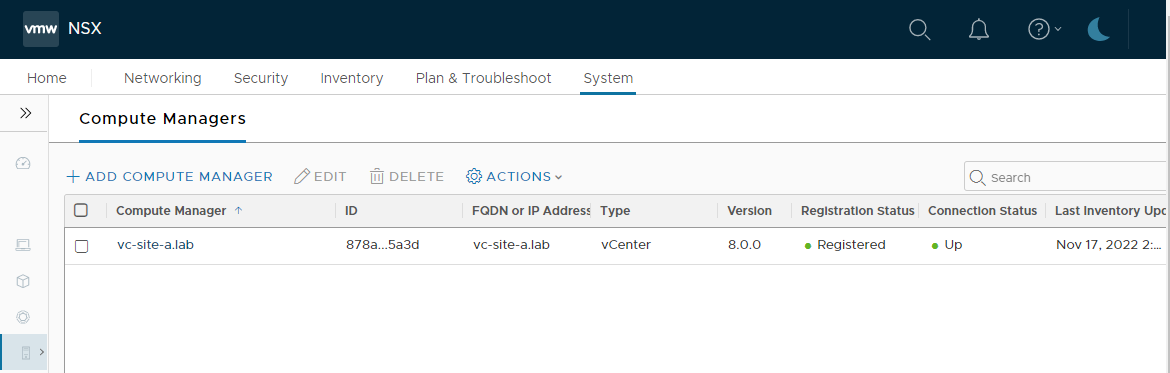 vmw NSX
Home Networking Security Inventory Plan & Troubleshoot System
Compute Managers
ADD COMPUTE MANAGER EDIT DELETE ACTIONS Search
Compute Manager ID FQDN or IP Address Type Version Registration Status Connection Status Last Inventory Upd
vc-site-a.lab 878a...5a3d vc-site-a.lab vCenter 8.0.0 Registered Up Nov 17, 2022 2:...